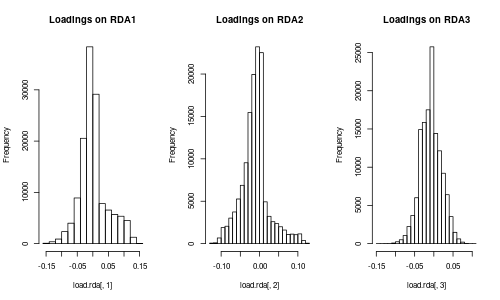 Loadings on RDA1
Loadings on RDA2
Loadings on RDA3
Frequency
0
10000
20000
30000
-0.15
-0.05
0.05
0.15
load.rda[, 1]
Frequency
0
5000
10000
15000
20000
-0.10
0.00
0.10
load.rda[, 2]
Frequency
0
5000
10000
15000
20000
25000
-0.15
-0.05
0.05
load.rda[, 3]